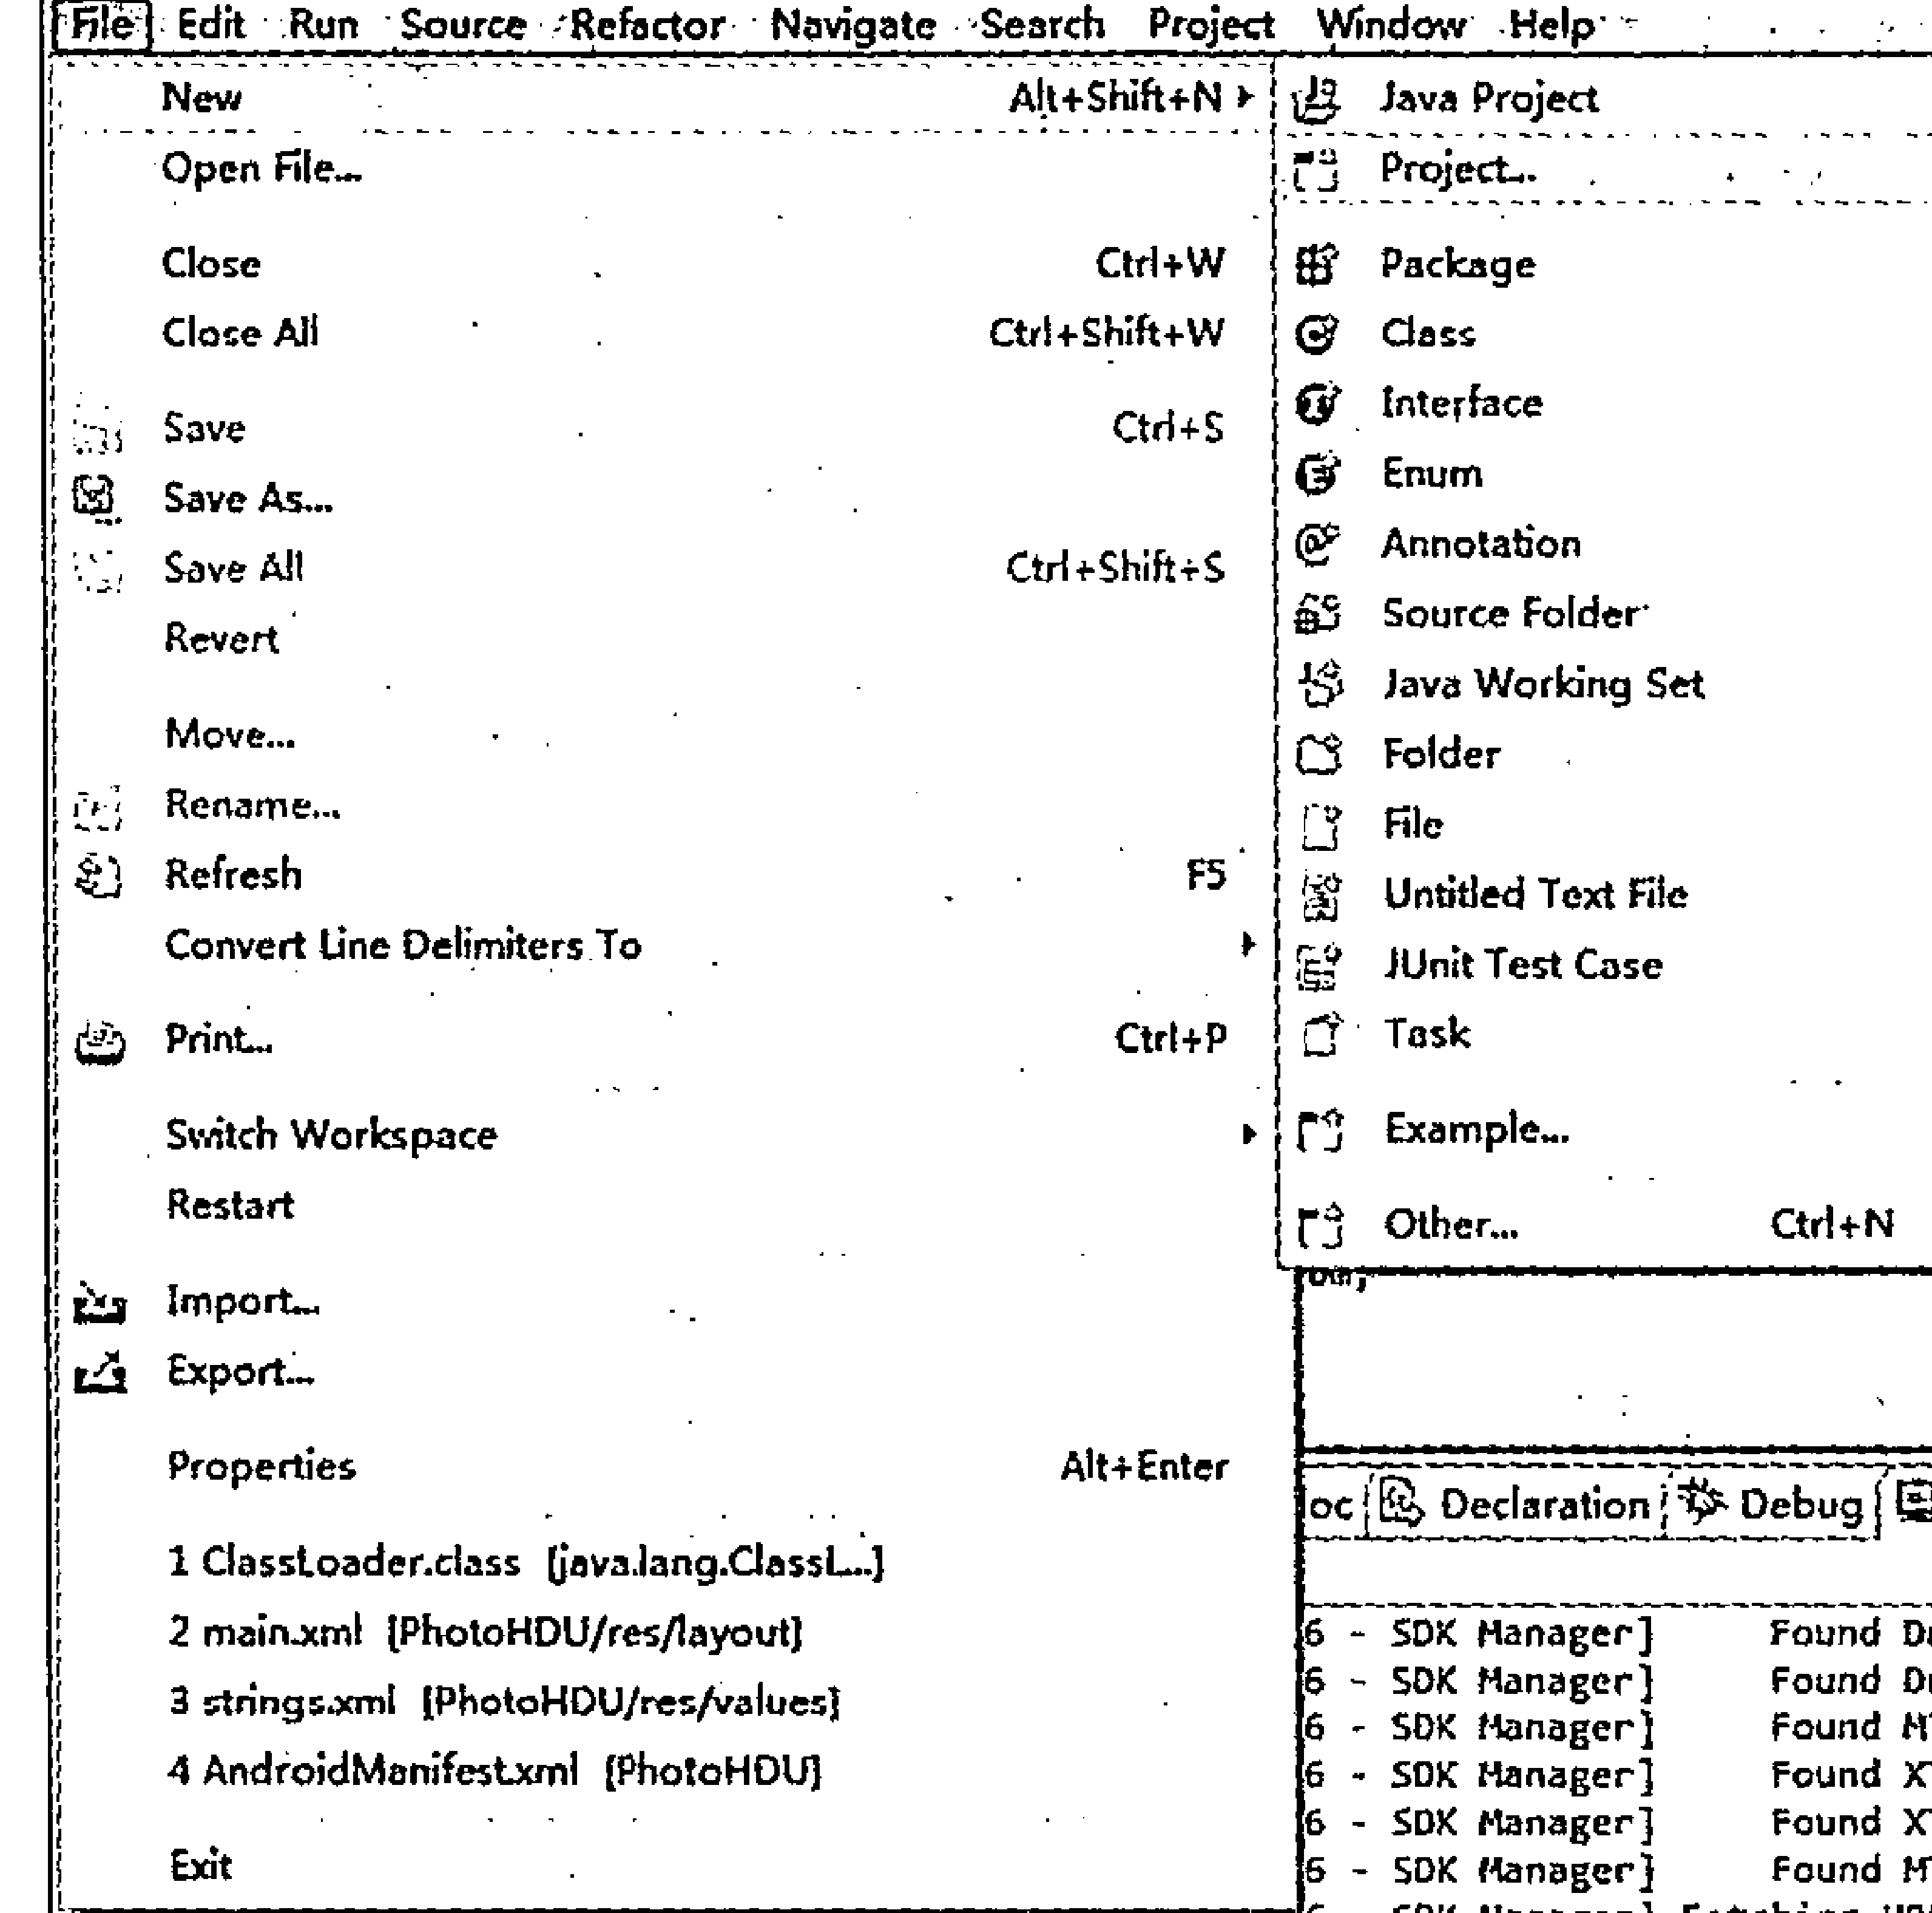 File Edit Run Source Refactor Navigate Search Project Window Help
New Alt+Shift+N
Open File...
Close Ctrl+W
Close All Ctrl+Shift+W
Save Ctrl+S
Save As...
Save All Ctrl+Shift+S
Revert
Move...
Rename...
Refresh F5
Convert Line Delimiters To
Print... Ctrl+P
Switch Workspace
Restart
Import...
Export...
Properties Alt+Enter
1 ClassLoader.class [java.lang.ClassL...]
2 main.xml [PhotoHDU/res/layout]
3 strings.xml [PhotoHDU/res/values]
4 AndroidManifest.xml [PhotoHDU]
Exit
Java Project
Project...
Package
Class
Interface
Enum
Annotation
Source Folder
Java Working Set
Folder
File
Untitled Text File
JUnit Test Case
Task
Example...
Other... Ctrl+N
oc Declaration Debug
6 - SDK Manager] Found
6 - SDK Manager] Found
6 - SDK Manager] Found
6 - SDK Manager] Found
6 - SDK Manager] Found
6 - SDK Manager] Found